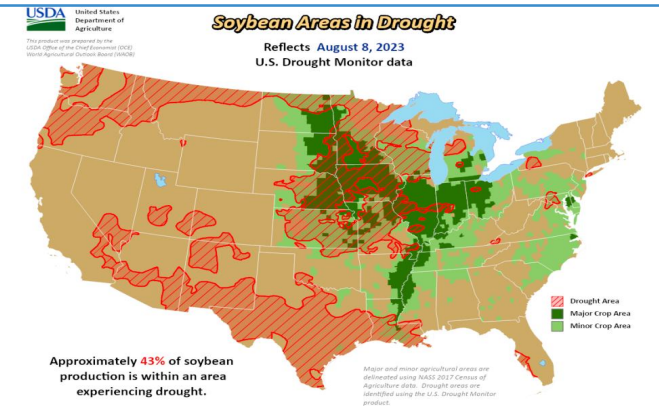 USDA
United States
Department of
Agriculture
This product was prepared by the
USDA Office of the Chief Economist (OCE)
World Agricultural Outlook Board (WAOB)
Soybean Areas in Drought
Reflects August 8, 2023
U.S. Drought Monitor data
Drought Area
Major Crop Area
Minor Crop Area
Approximately 43% of soybean
production is within an area
experiencing drought.
Major and minor agricultural areas are
delineated using NASS 2017 Census of
Agriculture data. Drought areas are
identified using the U.S. Drought Monitor
product.